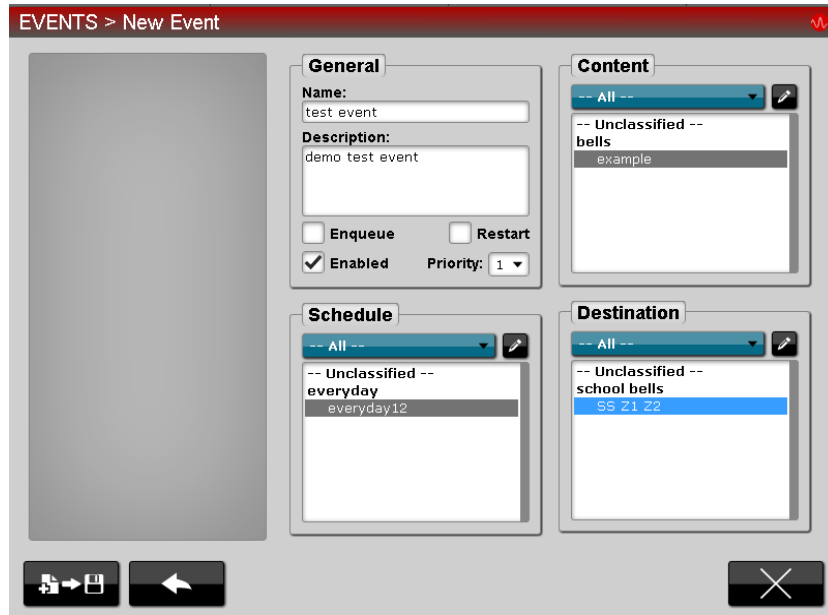 EVENTS > New Event
General
Name:
test event
Description:
demo test event
Enqueue
Restart
Enabled
Priority: 1
Content
-- All --
-- Unclassified --
bells
example
Schedule
-- All --
-- Unclassified --
everyday
everyday12
Destination
-- All --
-- Unclassified --
school bells
SS Z1 Z2